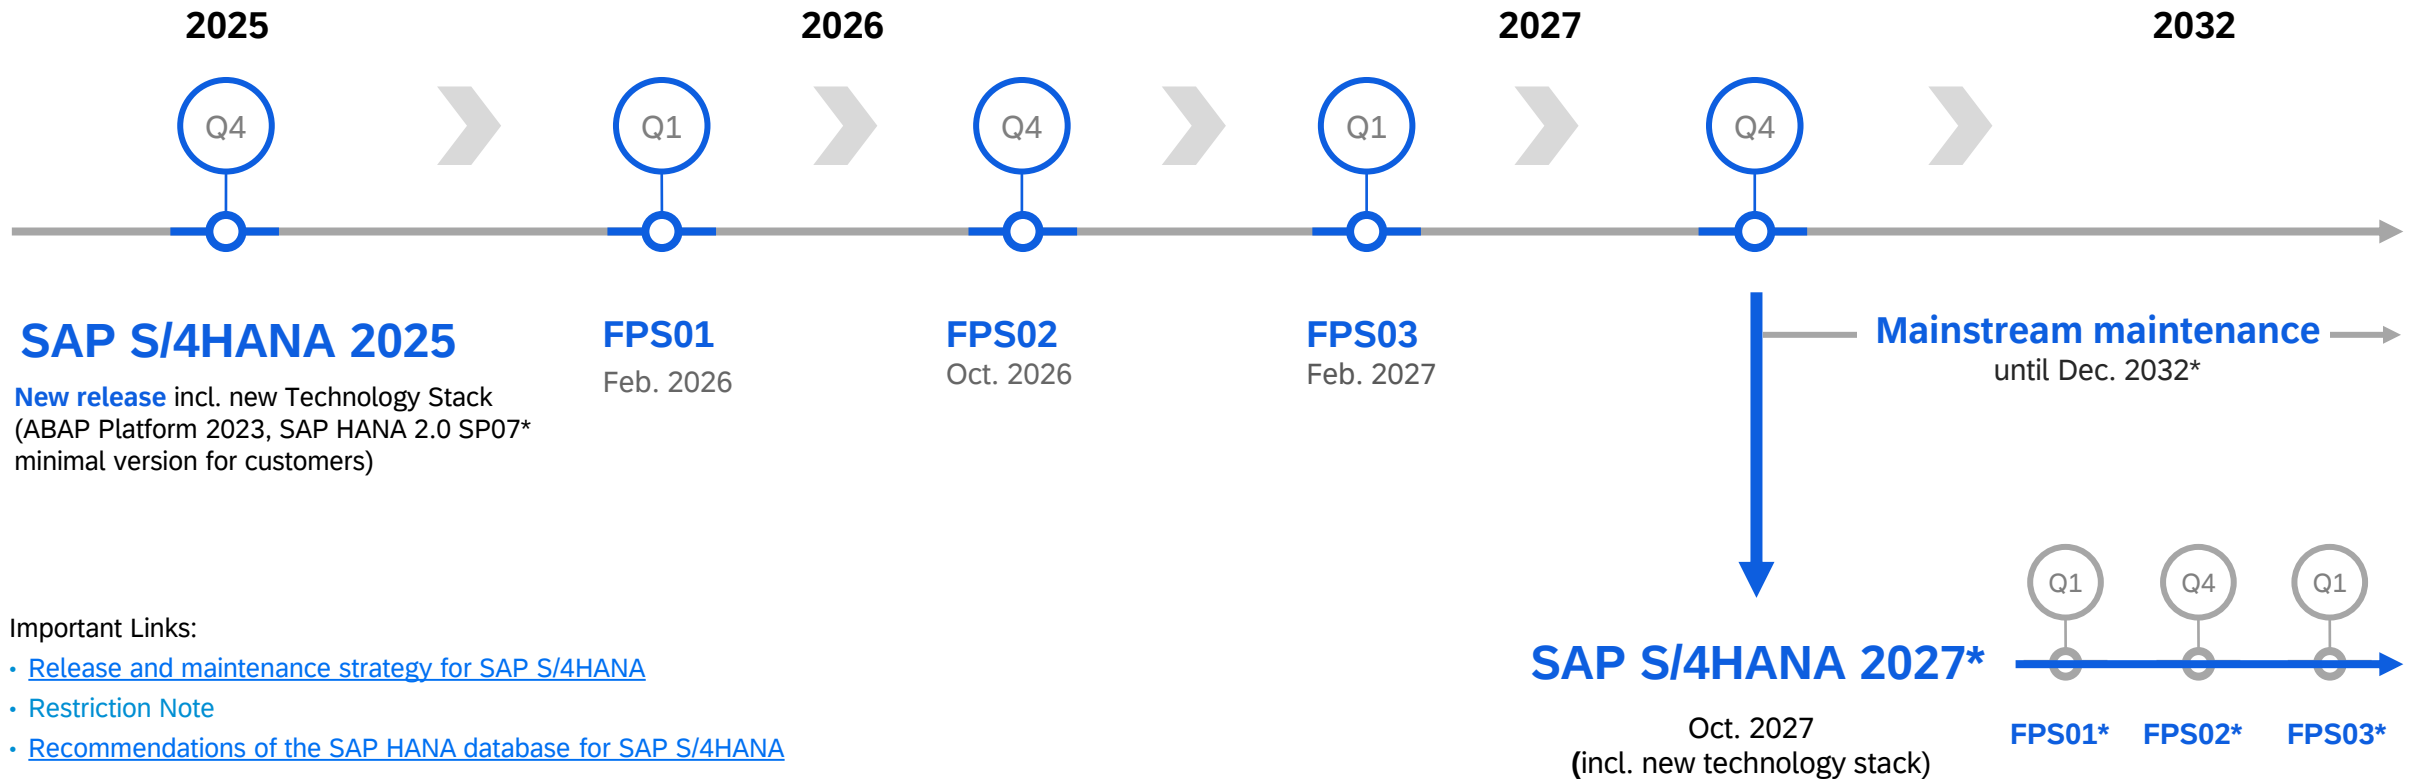 2025
2026
2027
2032
Q4
Q1
Q4
Q1
Q4
SAP S/4HANA 2025
New release incl. new Technology Stack
(ABAP Platform 2023, SAP HANA 2.0 SP07*
minimal version for customers)
FPS01
Feb. 2026
FPS02
Oct. 2026
FPS03
Feb. 2027
Mainstream maintenance
until Dec. 2032*
Important Links:
• Release and maintenance strategy for SAP S/4HANA
• Restriction Note
• Recommendations of the SAP HANA database for SAP S/4HANA
SAP S/4HANA 2027*
Oct. 2027
(incl. new technology stack)
Q1
Q4
Q1
FPS01*
FPS02*
FPS03*